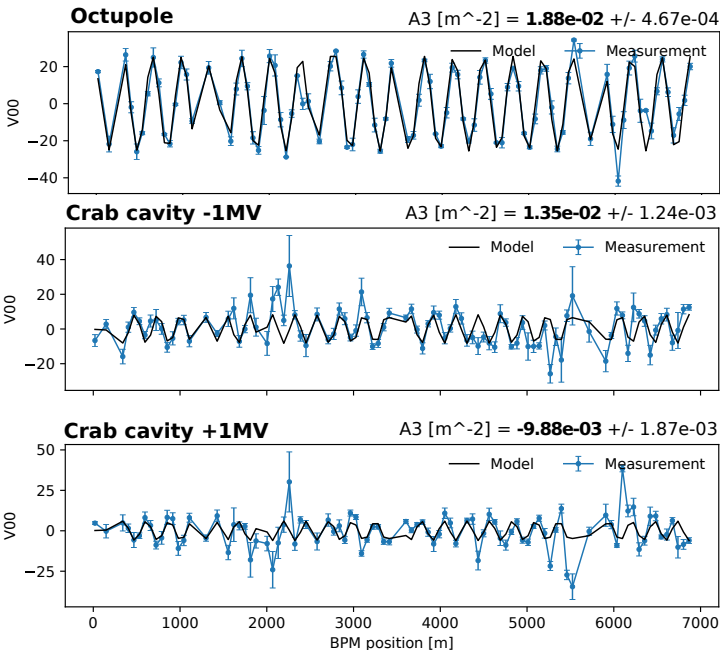 Octupole A3 [m^-2] = 1.88e-02 +/- 4.67e-04
Model Measurement
20
0
−20
−40
V00
Crab cavity -1MV A3 [m^-2] = 1.35e-02 +/- 1.24e-03
Model Measurement
40
20
0
−20
V00
Crab cavity +1MV A3 [m^-2] = -9.88e-03 +/- 1.87e-03
Model Measurement
50
25
0
−25
V00
0 1000 2000 3000 4000 5000 6000 7000
BPM position [m]